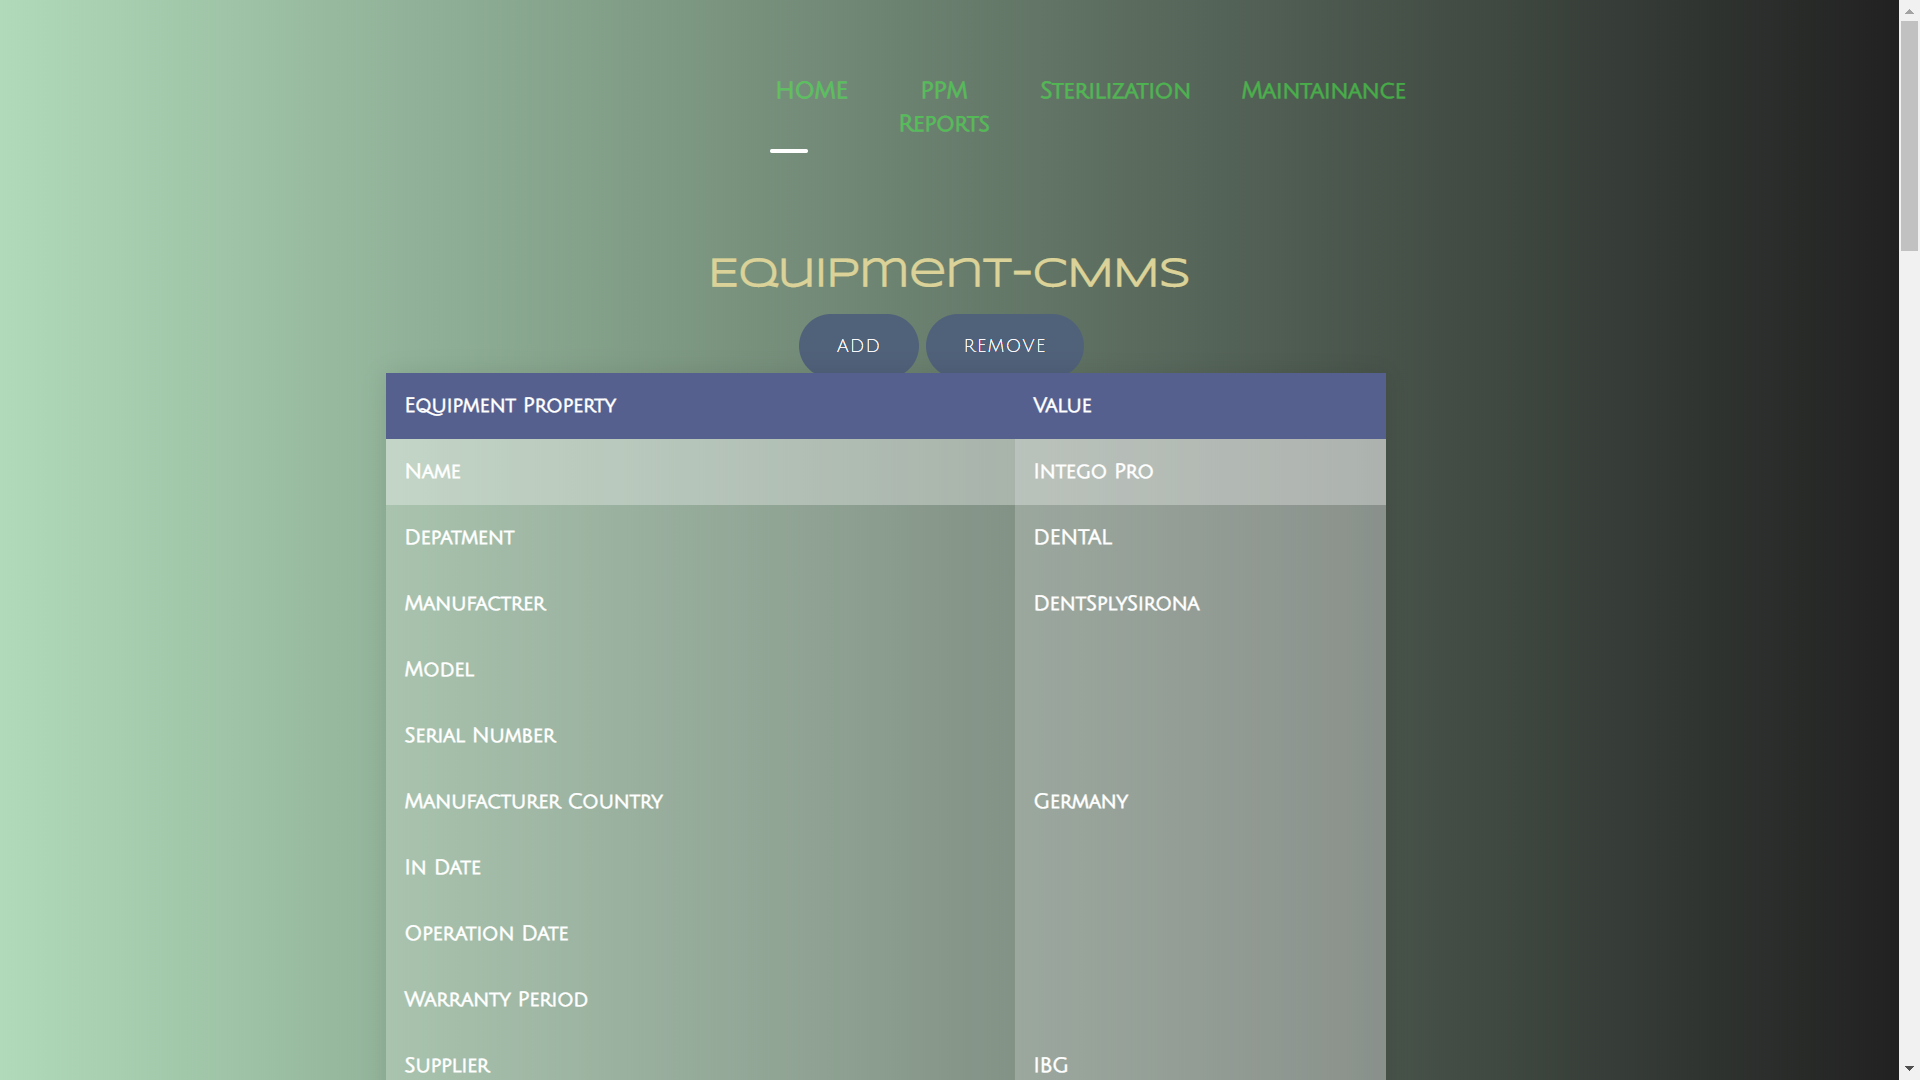 HOME PPM Sterilization Maintainance
Reports
Equipment-CMMS
ADD REMOVE
Equipment Property Value
Name Intego Pro
Depatment DENTAL
Manufactrer DentSplySirona
Model
Serial Number
Manufacturer Country Germany
In Date
Operation Date
Warranty Period
Supplier IBG